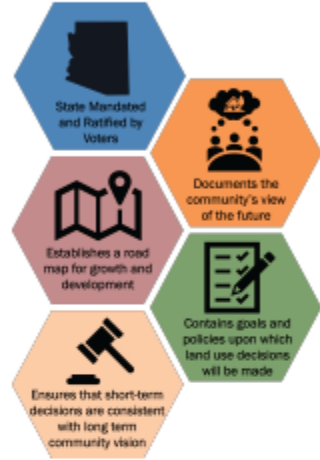 State Mandated
and Ratified by
Voters
Documents the
community's view
of the future
Establishes a road
map for growth and
development
Contains goals and
policies upon which
land use decisions
will be made
Ensures that short-term
decisions are consistent
with long term
community vision